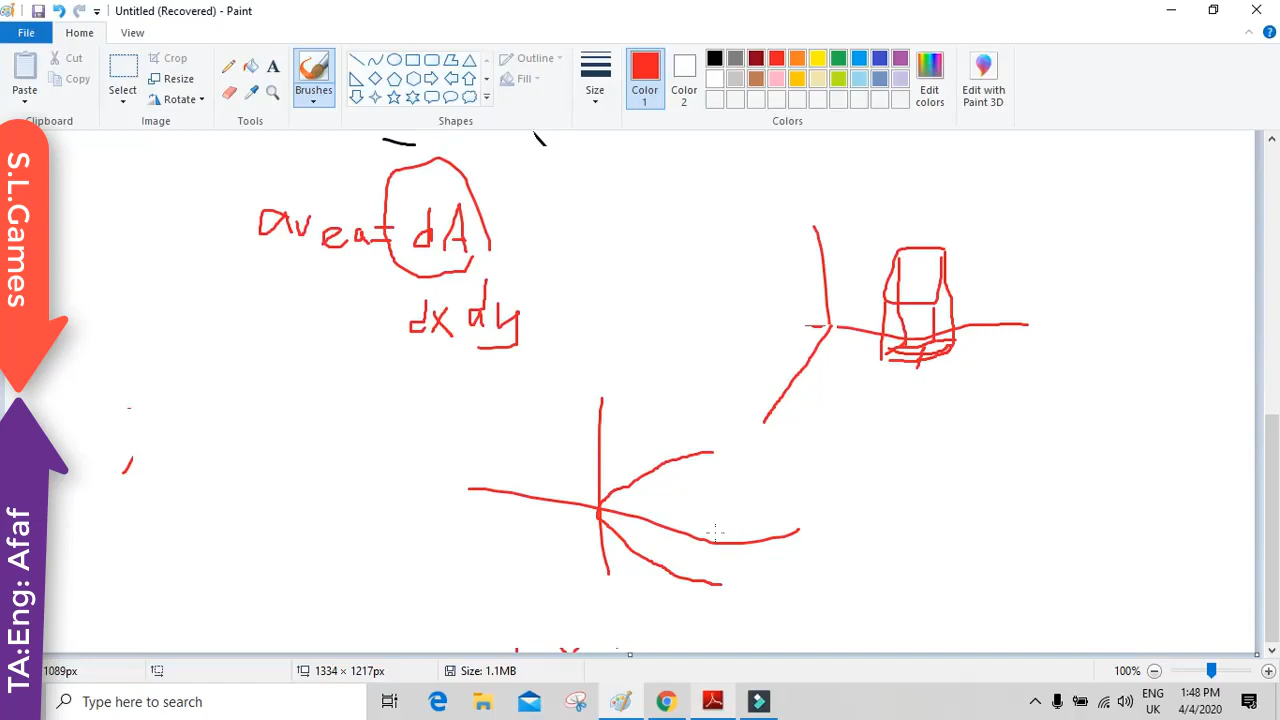 Untitled (Recovered) - Paint
File
Home
View
Paste
Cut
Copy
Clipboard
Select
Crop
Resize
Rotate
Image
Tools
Brushes
Shapes
Outline
Fill
Size
Color 1
Color 2
Edit colors
Edit with Paint 3D
Colors
S.L.Games
TA:Eng: Afaf
area = dA
dx dy
1089px
1334 × 1217px
Size: 1.1MB
100%
Type here to search
ENG
UK
1:48 PM
4/4/2020